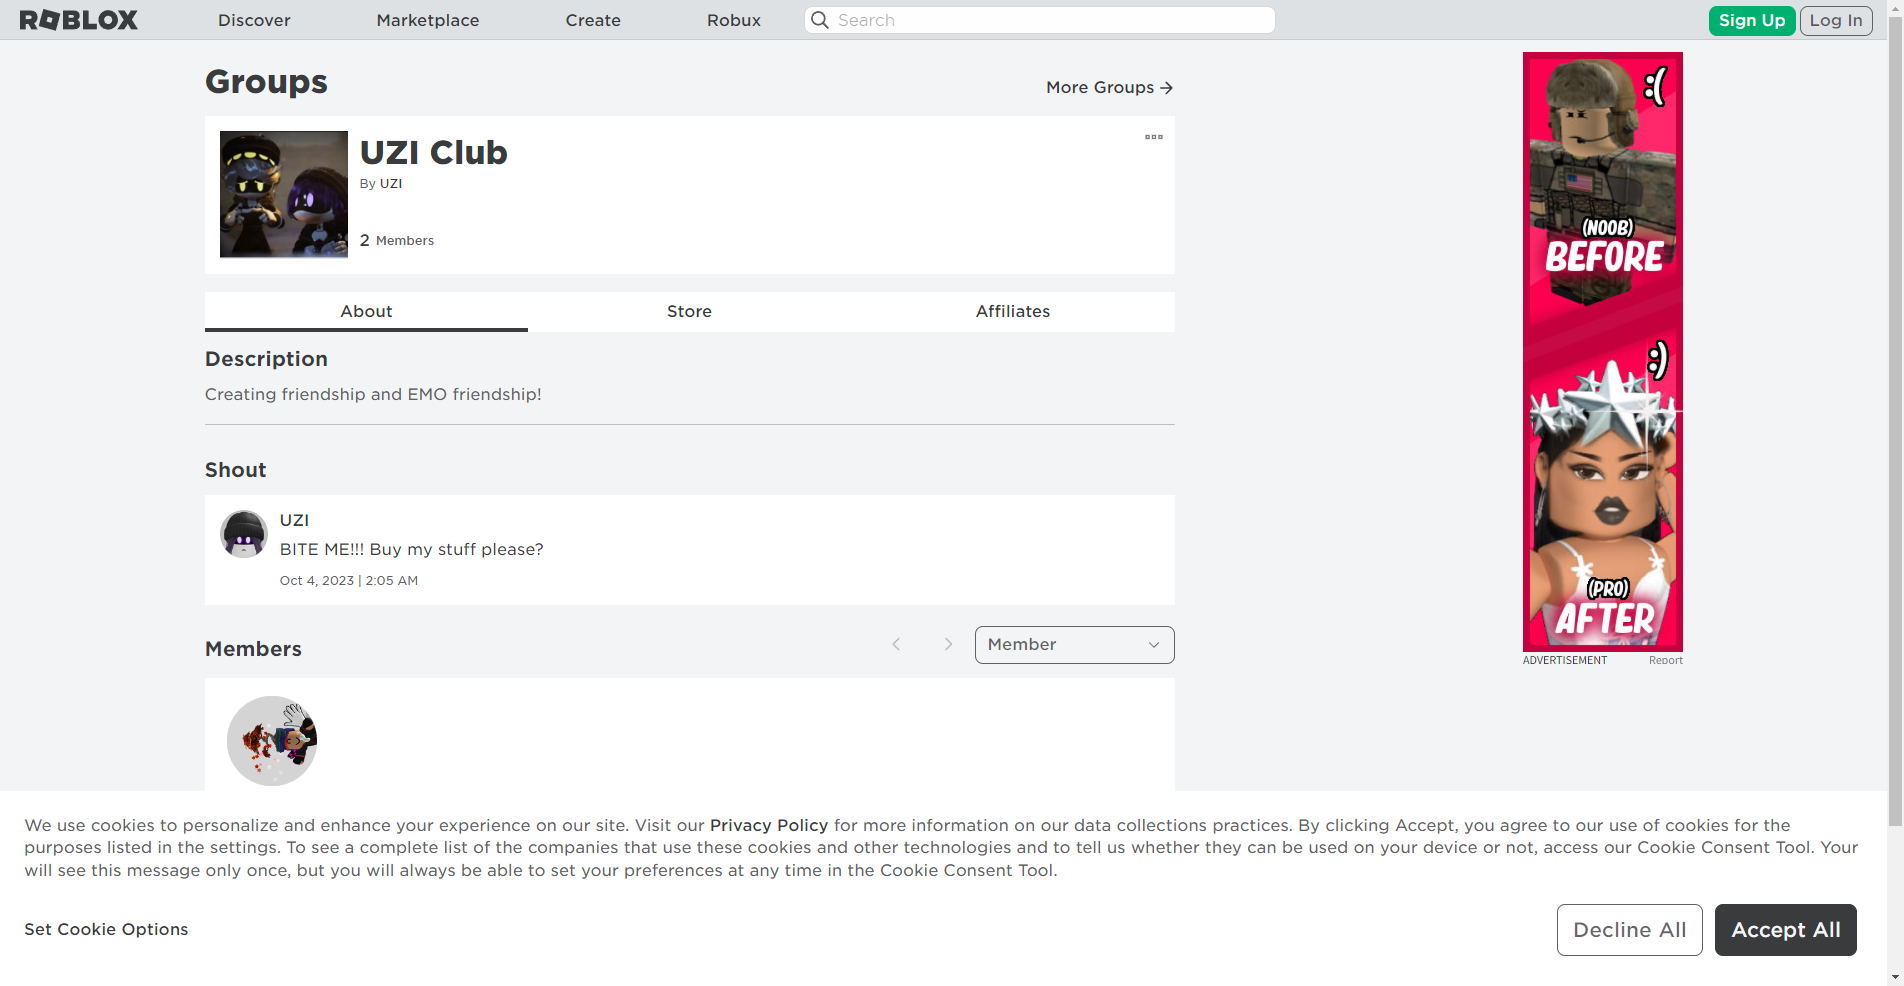 ROBLOX
Discover
Marketplace
Create
Robux
Search
Sign Up
Log In
Groups
More Groups →
UZI Club
By UZI
2 Members
About
Store
Affiliates
Description
Creating friendship and EMO friendship!
Shout
UZI
BITE ME!!! Buy my stuff please?
Oct 4, 2023 | 2:05 AM
Members
Member
:(
(NOOB)
BEFORE
:)
(PRO)
AFTER
ADVERTISEMENT
Report
We use cookies to personalize and enhance your experience on our site. Visit our Privacy Policy for more information on our data collections practices. By clicking Accept, you agree to our use of cookies for the
purposes listed in the settings. To see a complete list of the companies that use these cookies and other technologies and to tell us whether they can be used on your device or not, access our Cookie Consent Tool. Your
will see this message only once, but you will always be able to set your preferences at any time in the Cookie Consent Tool.
Set Cookie Options
Decline All
Accept All